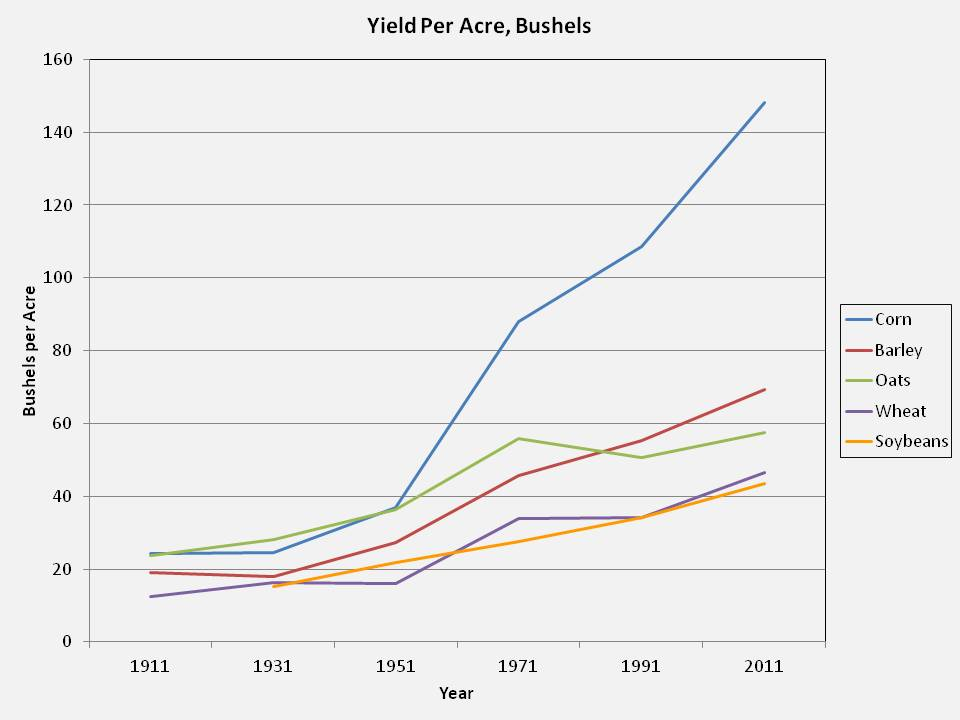 Yield Per Acre, Bushels
160
140
120
100
80
60
40
20
0
Bushels per Acre
1911 1931 1951 1971 1991 2011
Year
Corn
Barley
Oats
Wheat
Soybeans